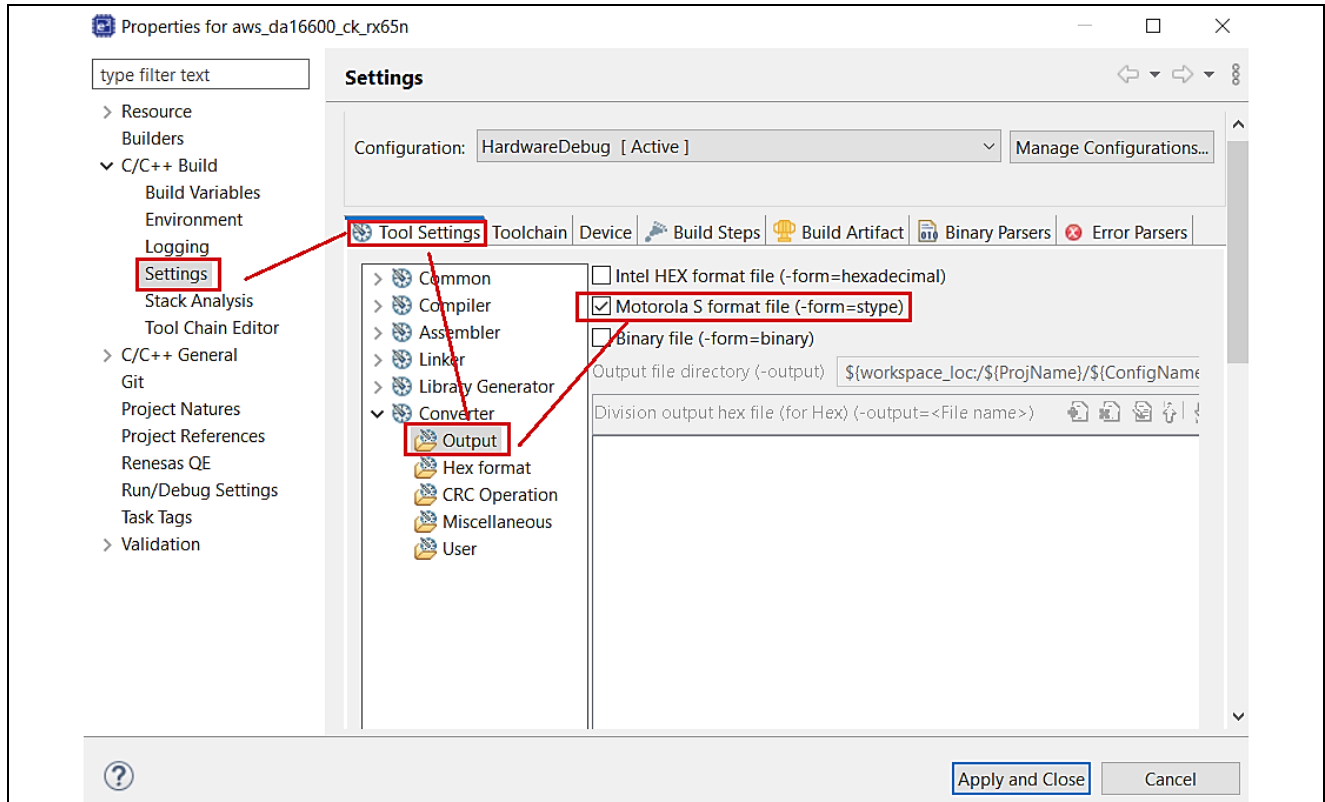 Properties for aws_da16600_ck_rx65n
type filter text
Settings
Resource
Builders
C/C++ Build
Build Variables
Environment
Logging
Settings
Stack Analysis
Tool Chain Editor
C/C++ General
Git
Project Natures
Project References
Renesas QE
Run/Debug Settings
Task Tags
Validation
Configuration: HardwareDebug [ Active ] Manage Configurations...
Tool Settings Toolchain Device Build Steps Build Artifact Binary Parsers Error Parsers
Common
Compiler
Assembler
Linker
Library Generator
Converter
Output
Hex format
CRC Operation
Miscellaneous
User
Intel HEX format file (-form=hexadecimal)
Motorola S format file (-form=stype)
Binary file (-form=binary)
Output file directory (-output) ${workspace_loc:/${ProjName}/${ConfigName
Division output hex file (for Hex) (-output=<File name>)
Apply and Close Cancel